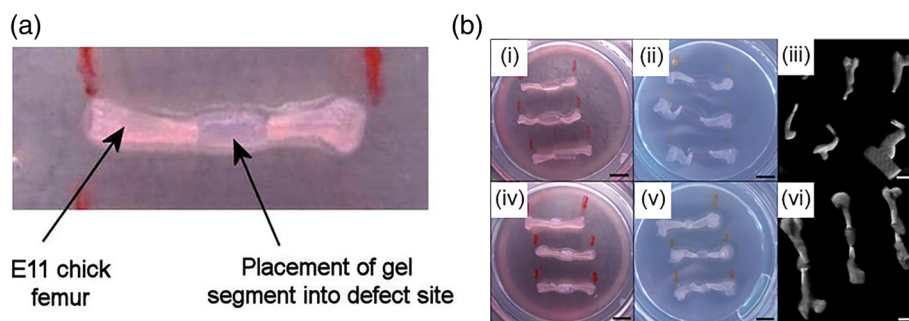 (a)
E11 chick
femur
Placement of gel
segment into defect site
(b)
(i)
(ii)
(iii)
(iv)
(v)
(vi)